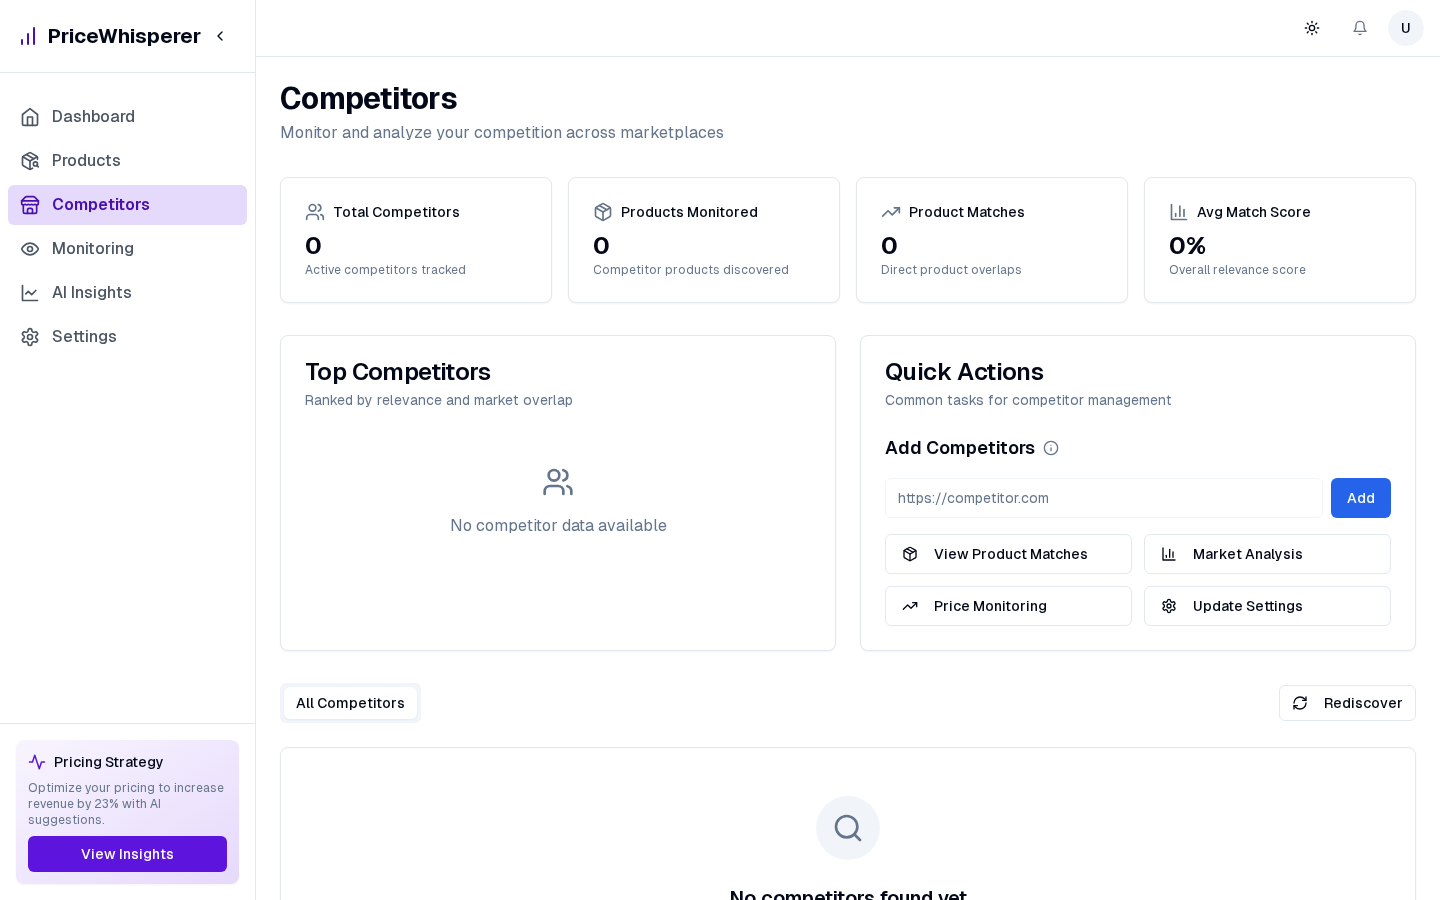 PriceWhisperer
U
Dashboard
Products
Competitors
Monitoring
AI Insights
Settings
Pricing Strategy
Optimize your pricing to increase
revenue by 23% with AI
suggestions.
View Insights
Competitors
Monitor and analyze your competition across marketplaces
Total Competitors
0
Active competitors tracked
Products Monitored
0
Competitor products discovered
Product Matches
0
Direct product overlaps
Avg Match Score
0%
Overall relevance score
Top Competitors
Ranked by relevance and market overlap
No competitor data available
Quick Actions
Common tasks for competitor management
Add Competitors
https://competitor.com
Add
View Product Matches
Market Analysis
Price Monitoring
Update Settings
All Competitors
Rediscover
No competitors found yet